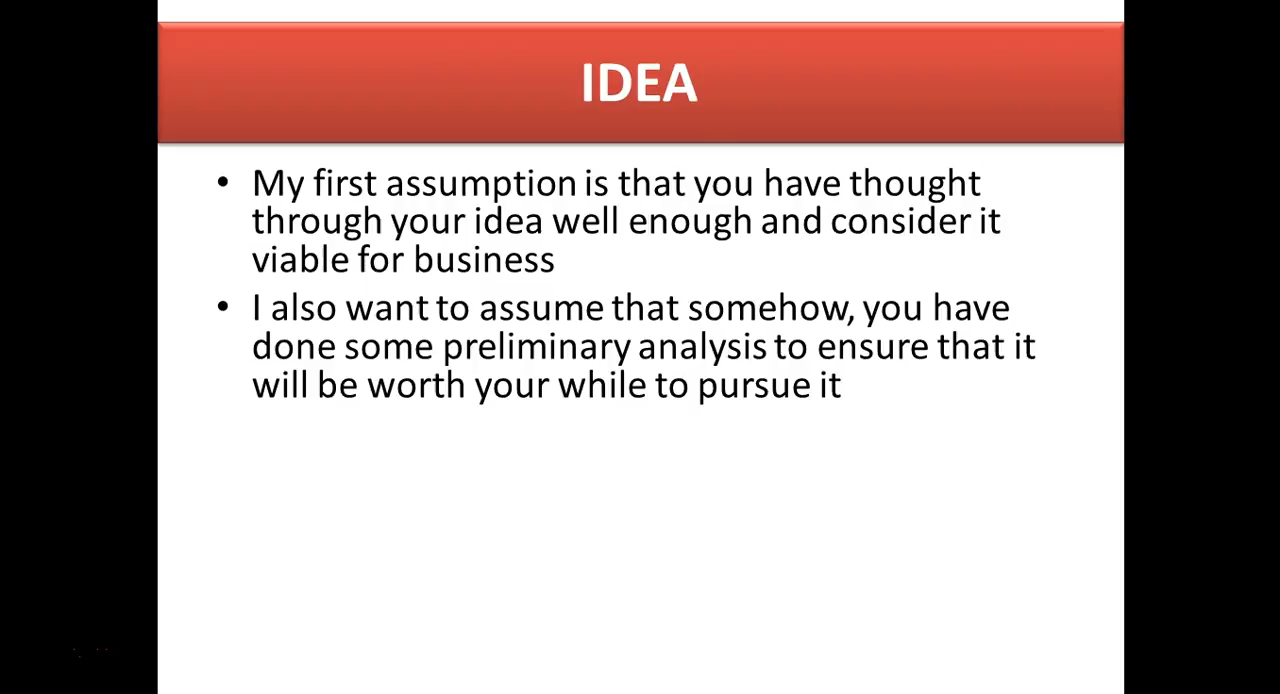 IDEA
• My first assumption is that you have thought
through your idea well enough and consider it
viable for business
• I also want to assume that somehow, you have
done some preliminary analysis to ensure that it
will be worth your while to pursue it